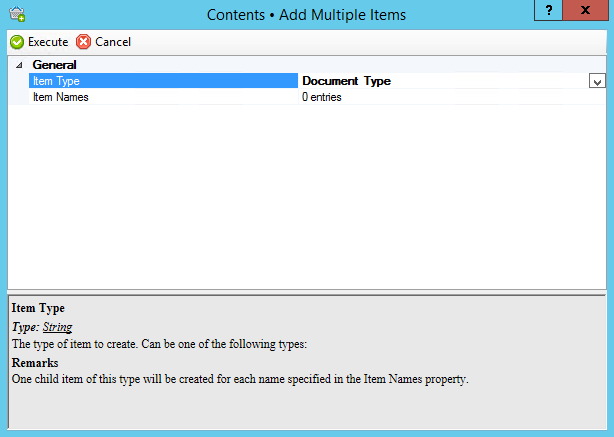 Contents • Add Multiple Items
? x
Execute Cancel
General
Item Type Document Type
Item Names 0 entries
Item Type
Type: String
The type of item to create. Can be one of the following types:
Remarks
One child item of this type will be created for each name specified in the Item Names property.